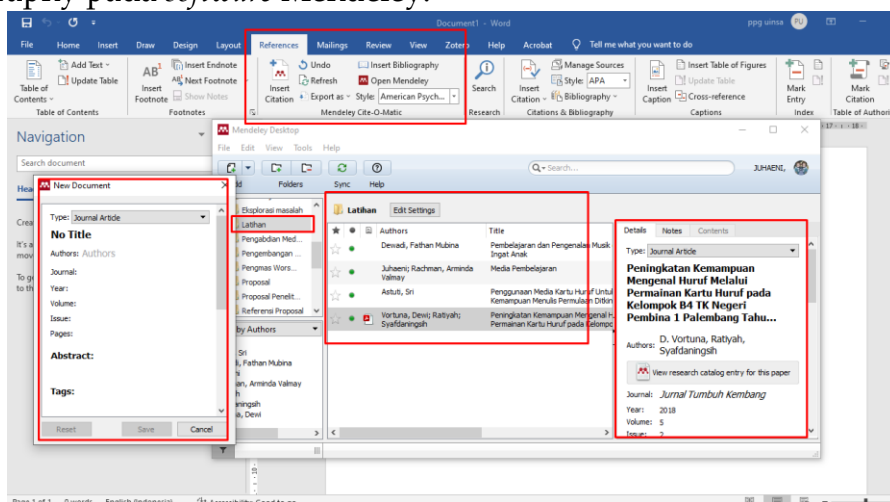 pada software Mendeley.
Document1 - Word
ppg uinsa PU
File Home Insert Draw Design Layout References Mailings Review View Zotero Help Acrobat Tell me what you want to do
Table of Contents
Add Text
Update Table
Table of Contents
AB1 Insert Footnote
Insert Endnote
Next Footnote
Show Notes
Footnotes
Insert Citation
Undo
Refresh
Export as
Insert Bibliography
Open Mendeley
Style: American Psych...
Mendeley Cite-O-Matic
Search
Research
Insert Citation
Manage Sources
Style: APA
Bibliography
Citations & Bibliography
Insert Caption
Insert Table of Figures
Update Table
Cross-reference
Captions
Mark Entry
Index
Mark Citation
Table of Authori
Navigation
Search document
Mendeley Desktop
File Edit View Tools Help
Folders Sync Help
Search...
JUHAENI,
Eksplorasi masalah
Latihan
Pengabdian Med...
Pengembangan ...
Pengmas Wors...
Proposal
Proposal Penelit...
Referensi Proposal
by Authors
Sri
, Fathan Mubina
an, Arminda Valmay
aningsih
a, Dewi
Latihan Edit Settings
Authors Title
Dewadi, Fathan Mubina Pembelajaran dan Pengenalan Musik
Ingat Anak
Juhaeni; Rachman, Arminda Valmay Media Pembelajaran
Astuti, Sri Penggunaan Media Kartu Huruf Untul
Kemampuan Menulis Permulaan Ditkin
Vortuna, Dewi; Ratiyah; Syafdaningsih Peningkatan Kemampuan Mengenal H
Permainan Kartu Huruf pada Kelompo
Details Notes Contents
Type: Journal Article
Peningkatan Kemampuan
Mengenal Huruf Melalui
Permainan Kartu Huruf pada
Kelompok B4 TK Negeri
Pembina 1 Palembang Tahu...
Authors: D. Vortuna, Ratiyah,
Syafdaningsih
View research catalog entry for this paper
Journal: Jurnal Tumbuh Kembang
Year: 2018
Volume: 5
Issue: 2
New Document
Type: Journal Article
No Title
Authors: Authors
Journal:
Year:
Volume:
Issue:
Pages:
Abstract:
Tags:
Reset Save Cancel